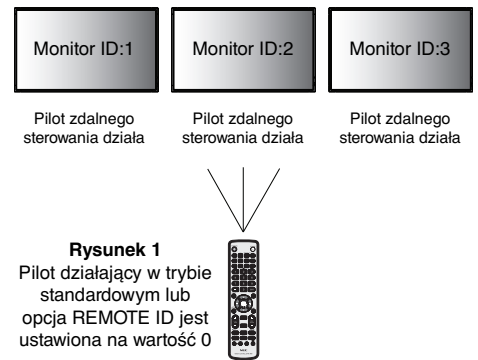 Monitor ID:1
Monitor ID:2
Monitor ID:3
Pilot zdalnego
sterowania działa
Pilot zdalnego
sterowania działa
Pilot zdalnego
sterowania działa
Rysunek 1
Pilot działający w trybie
standardowym lub
opcja REMOTE ID jest
ustawiona na wartość 0